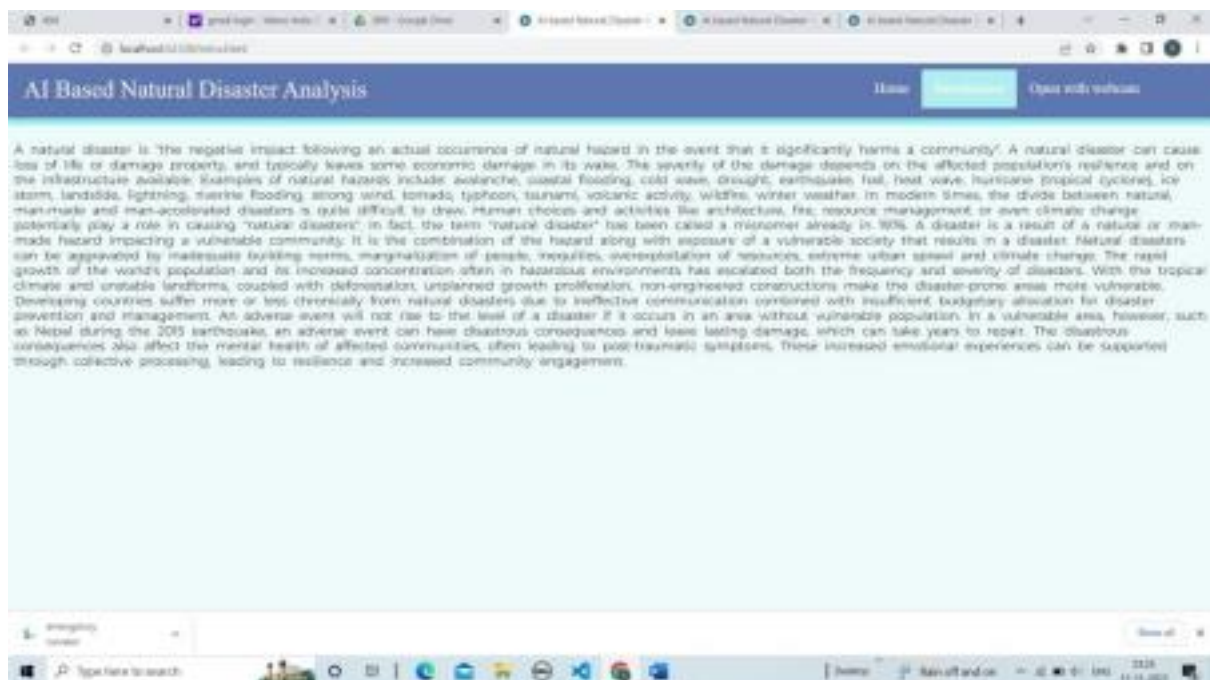 IBM
Google Drive
localhost
AI Based Natural Disaster Analysis
Home
Open with webcam
A natural disaster is "the negative impact following an actual occurrence of natural hazard in the event that it significantly harms a community". A natural disaster can cause
loss of life or damage property, and typically leaves some economic damage in its wake. The severity of the damage depends on the affected population's resilience and on
the infrastructure available. Examples of natural hazards include: avalanche, coastal flooding, cold wave, drought, earthquake, hail, heat wave, hurricane (tropical cyclone), ice
storm, landslide, lightning, riverine flooding, strong wind, tornado, typhoon, tsunami, volcanic activity, wildfire, winter weather. In modern times, the divide between natural,
man-made and man-accelerated disasters is quite difficult to draw. Human choices and activities like architecture, fire, resource management or even climate change
potentially play a role in causing "natural disasters". In fact, the term "natural disaster" has been called a misnomer already in 1976. A disaster is a result of a natural or man-
made hazard impacting a vulnerable community. It is the combination of the hazard along with exposure of a vulnerable society that results in a disaster. Natural disasters
can be aggravated by inadequate building norms, marginalization of people, inequities, overexploitation of resources, extreme urban sprawl and climate change. The rapid
growth of the world's population and its increased concentration often in hazardous environments has escalated both the frequency and severity of disasters. With the tropical
climate and unstable landforms, coupled with deforestation, unplanned growth proliferation, non-engineered constructions make the disaster-prone areas more vulnerable.
Developing countries suffer more or less chronically from natural disasters due to ineffective communication combined with insufficient budgetary allocation for disaster
prevention and management. An adverse event will not rise to the level of a disaster if it occurs in an area without vulnerable population. In a vulnerable area, however, such
as Nepal during the 2015 earthquake, an adverse event can have disastrous consequences and leave lasting damage, which can take years to repair. The disastrous
consequences also affect the mental health of affected communities, often leading to post-traumatic symptoms. These increased emotional experiences can be supported
through collective processing, leading to resilience and increased community engagement.
Show all
Type here to search
Rain off and on
ENG